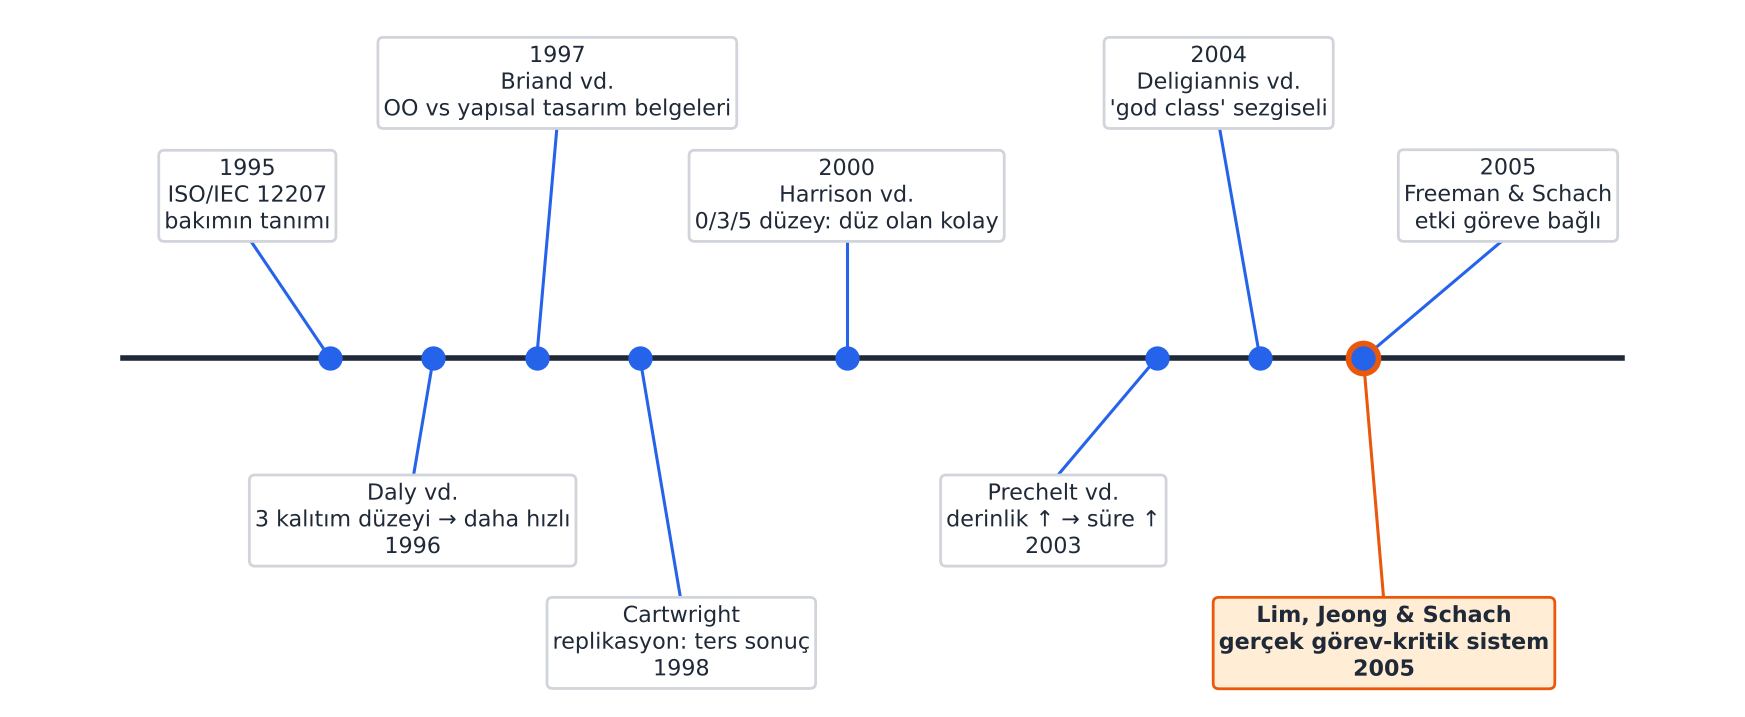 1997
Briand vd.
OO vs yapısal tasarım belgeleri
2004
Deligiannis vd.
'god class' sezgiseli
1995
ISO/IEC 12207
bakımın tanımı
2000
Harrison vd.
0/3/5 düzey: düz olan kolay
2005
Freeman & Schach
etki göreve bağlı
Daly vd.
3 kalıtım düzeyi → daha hızlı
1996
Prechelt vd.
derinlik ↑ → süre ↑
2003
Cartwright
replikasyon: ters sonuç
1998
Lim, Jeong & Schach
gerçek görev-kritik sistem
2005